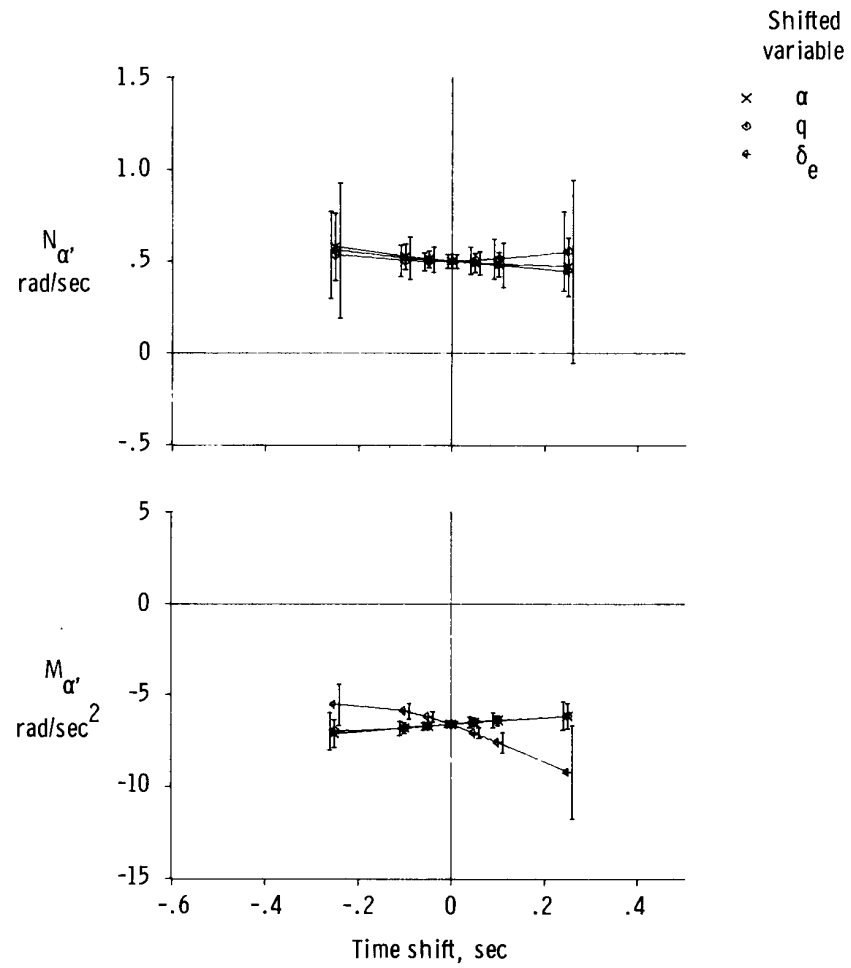 Shifted
variable
α
q
δe
1.5
1.0
.5
0
-.5
Nα,
rad/sec
5
0
-5
-10
-15
Mα,
rad/sec2
-.6
-.4
-.2
0
.2
.4
Time shift, sec